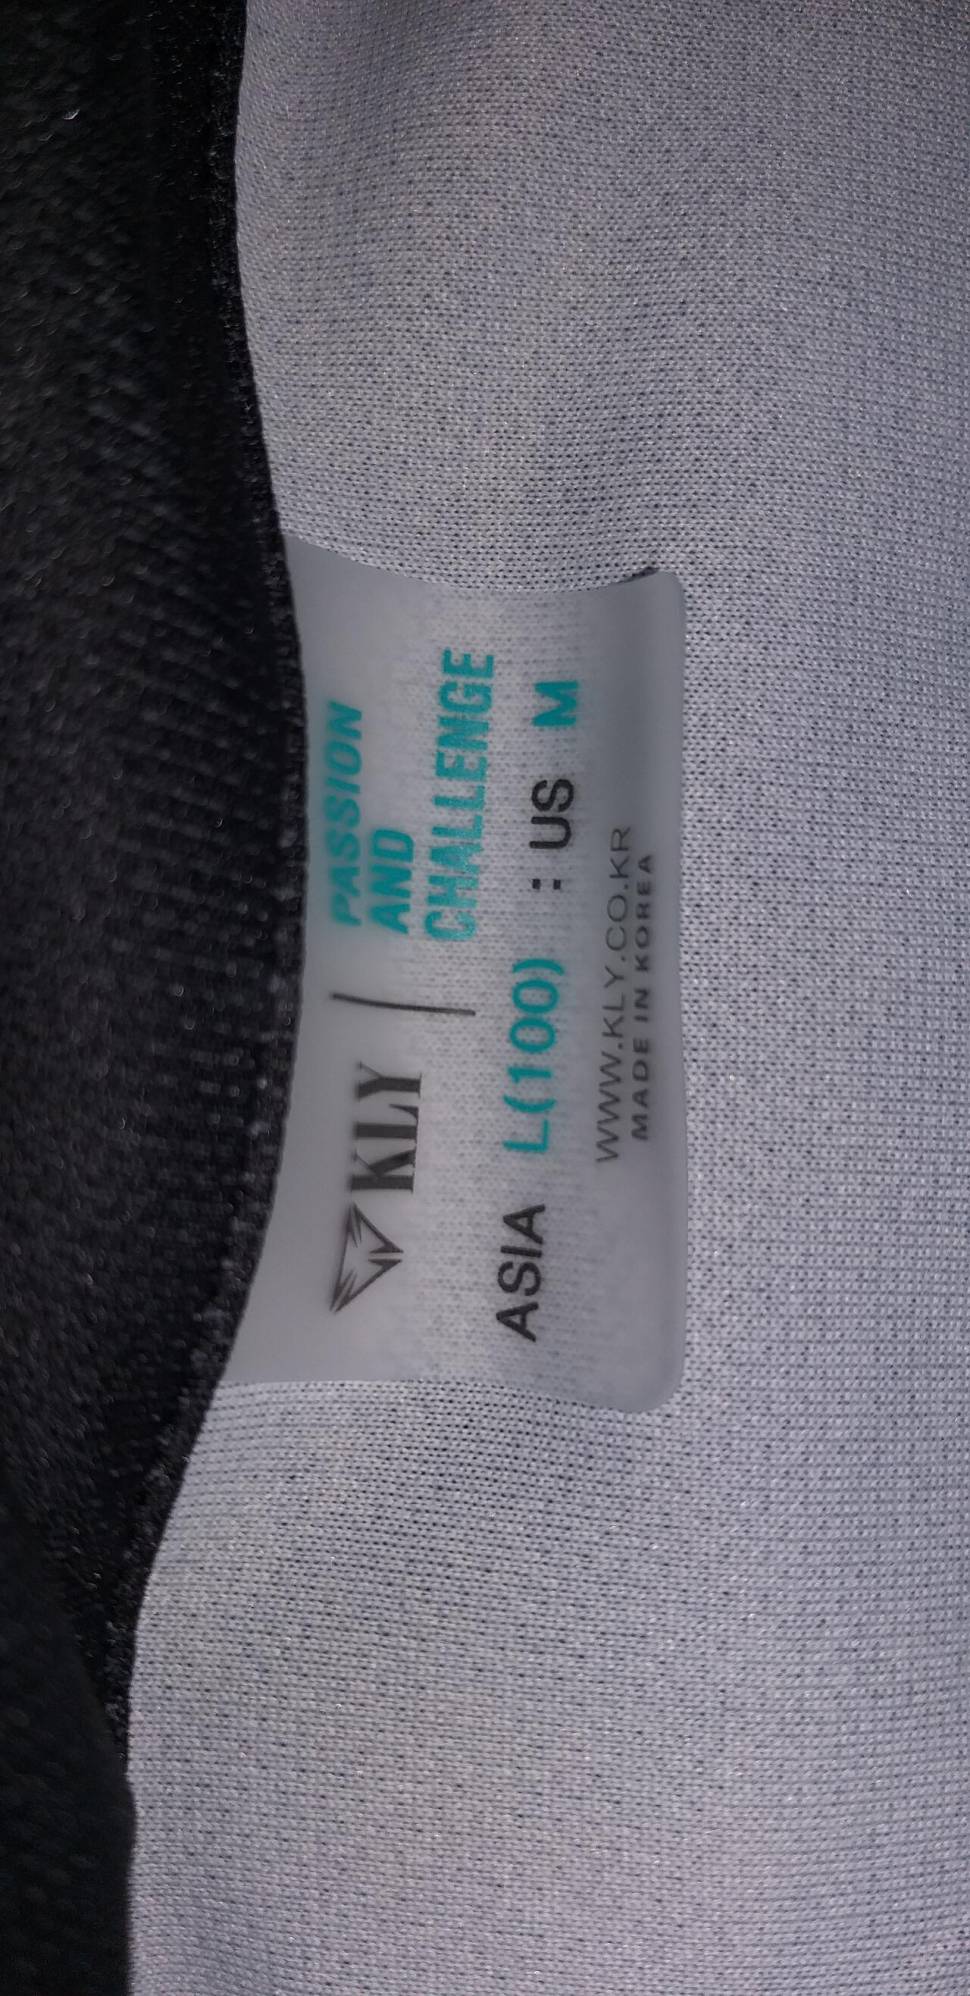 KLY | PASSION
AND
CHALLENGE
ASIA L(100) : US M
WWW.KLY.CO.KR
MADE IN KOREA